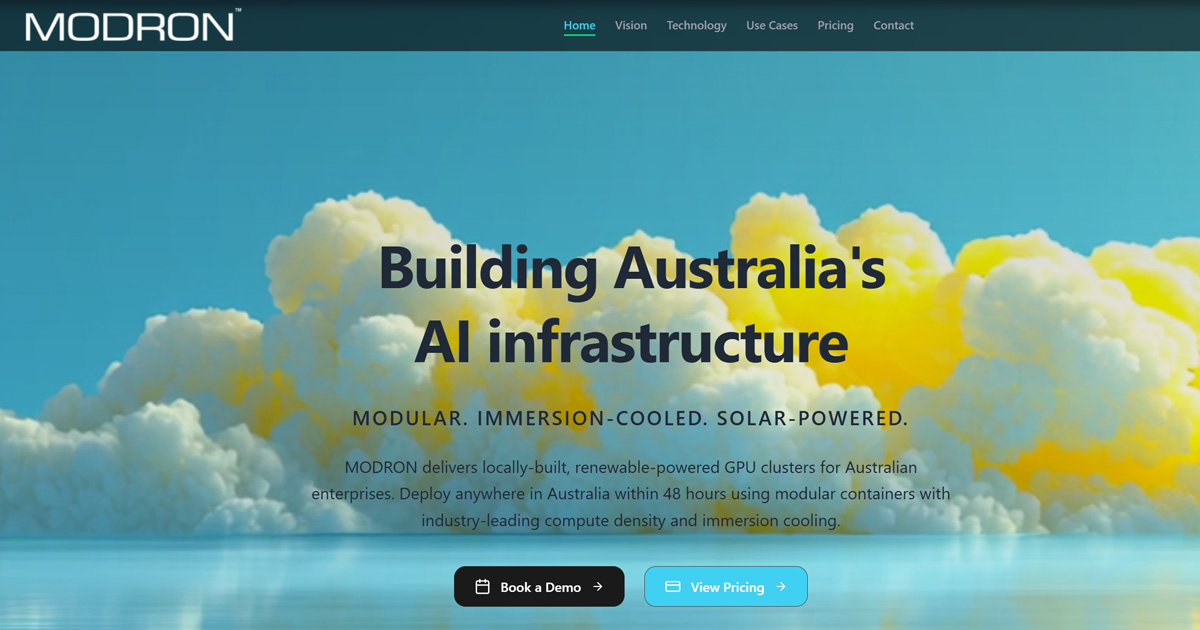 MODRON™
Home Vision Technology Use Cases Pricing Contact
Building Australia's
AI infrastructure
MODULAR. IMMERSION-COOLED. SOLAR-POWERED.
MODRON delivers locally-built, renewable-powered GPU clusters for Australian
enterprises. Deploy anywhere in Australia within 48 hours using modular containers with
industry-leading compute density and immersion cooling.
Book a Demo → View Pricing →